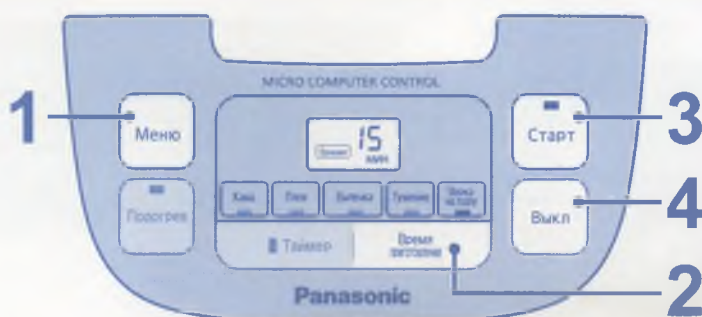 MICRO COMPUTER CONTROL
1
Меню
15
мин
Старт
3
Каша
Плов
Выпечка
Тушение
Варка
на пару
Подогрев
Выкл
4
Таймер
Время
приготовления
2
Panasonic